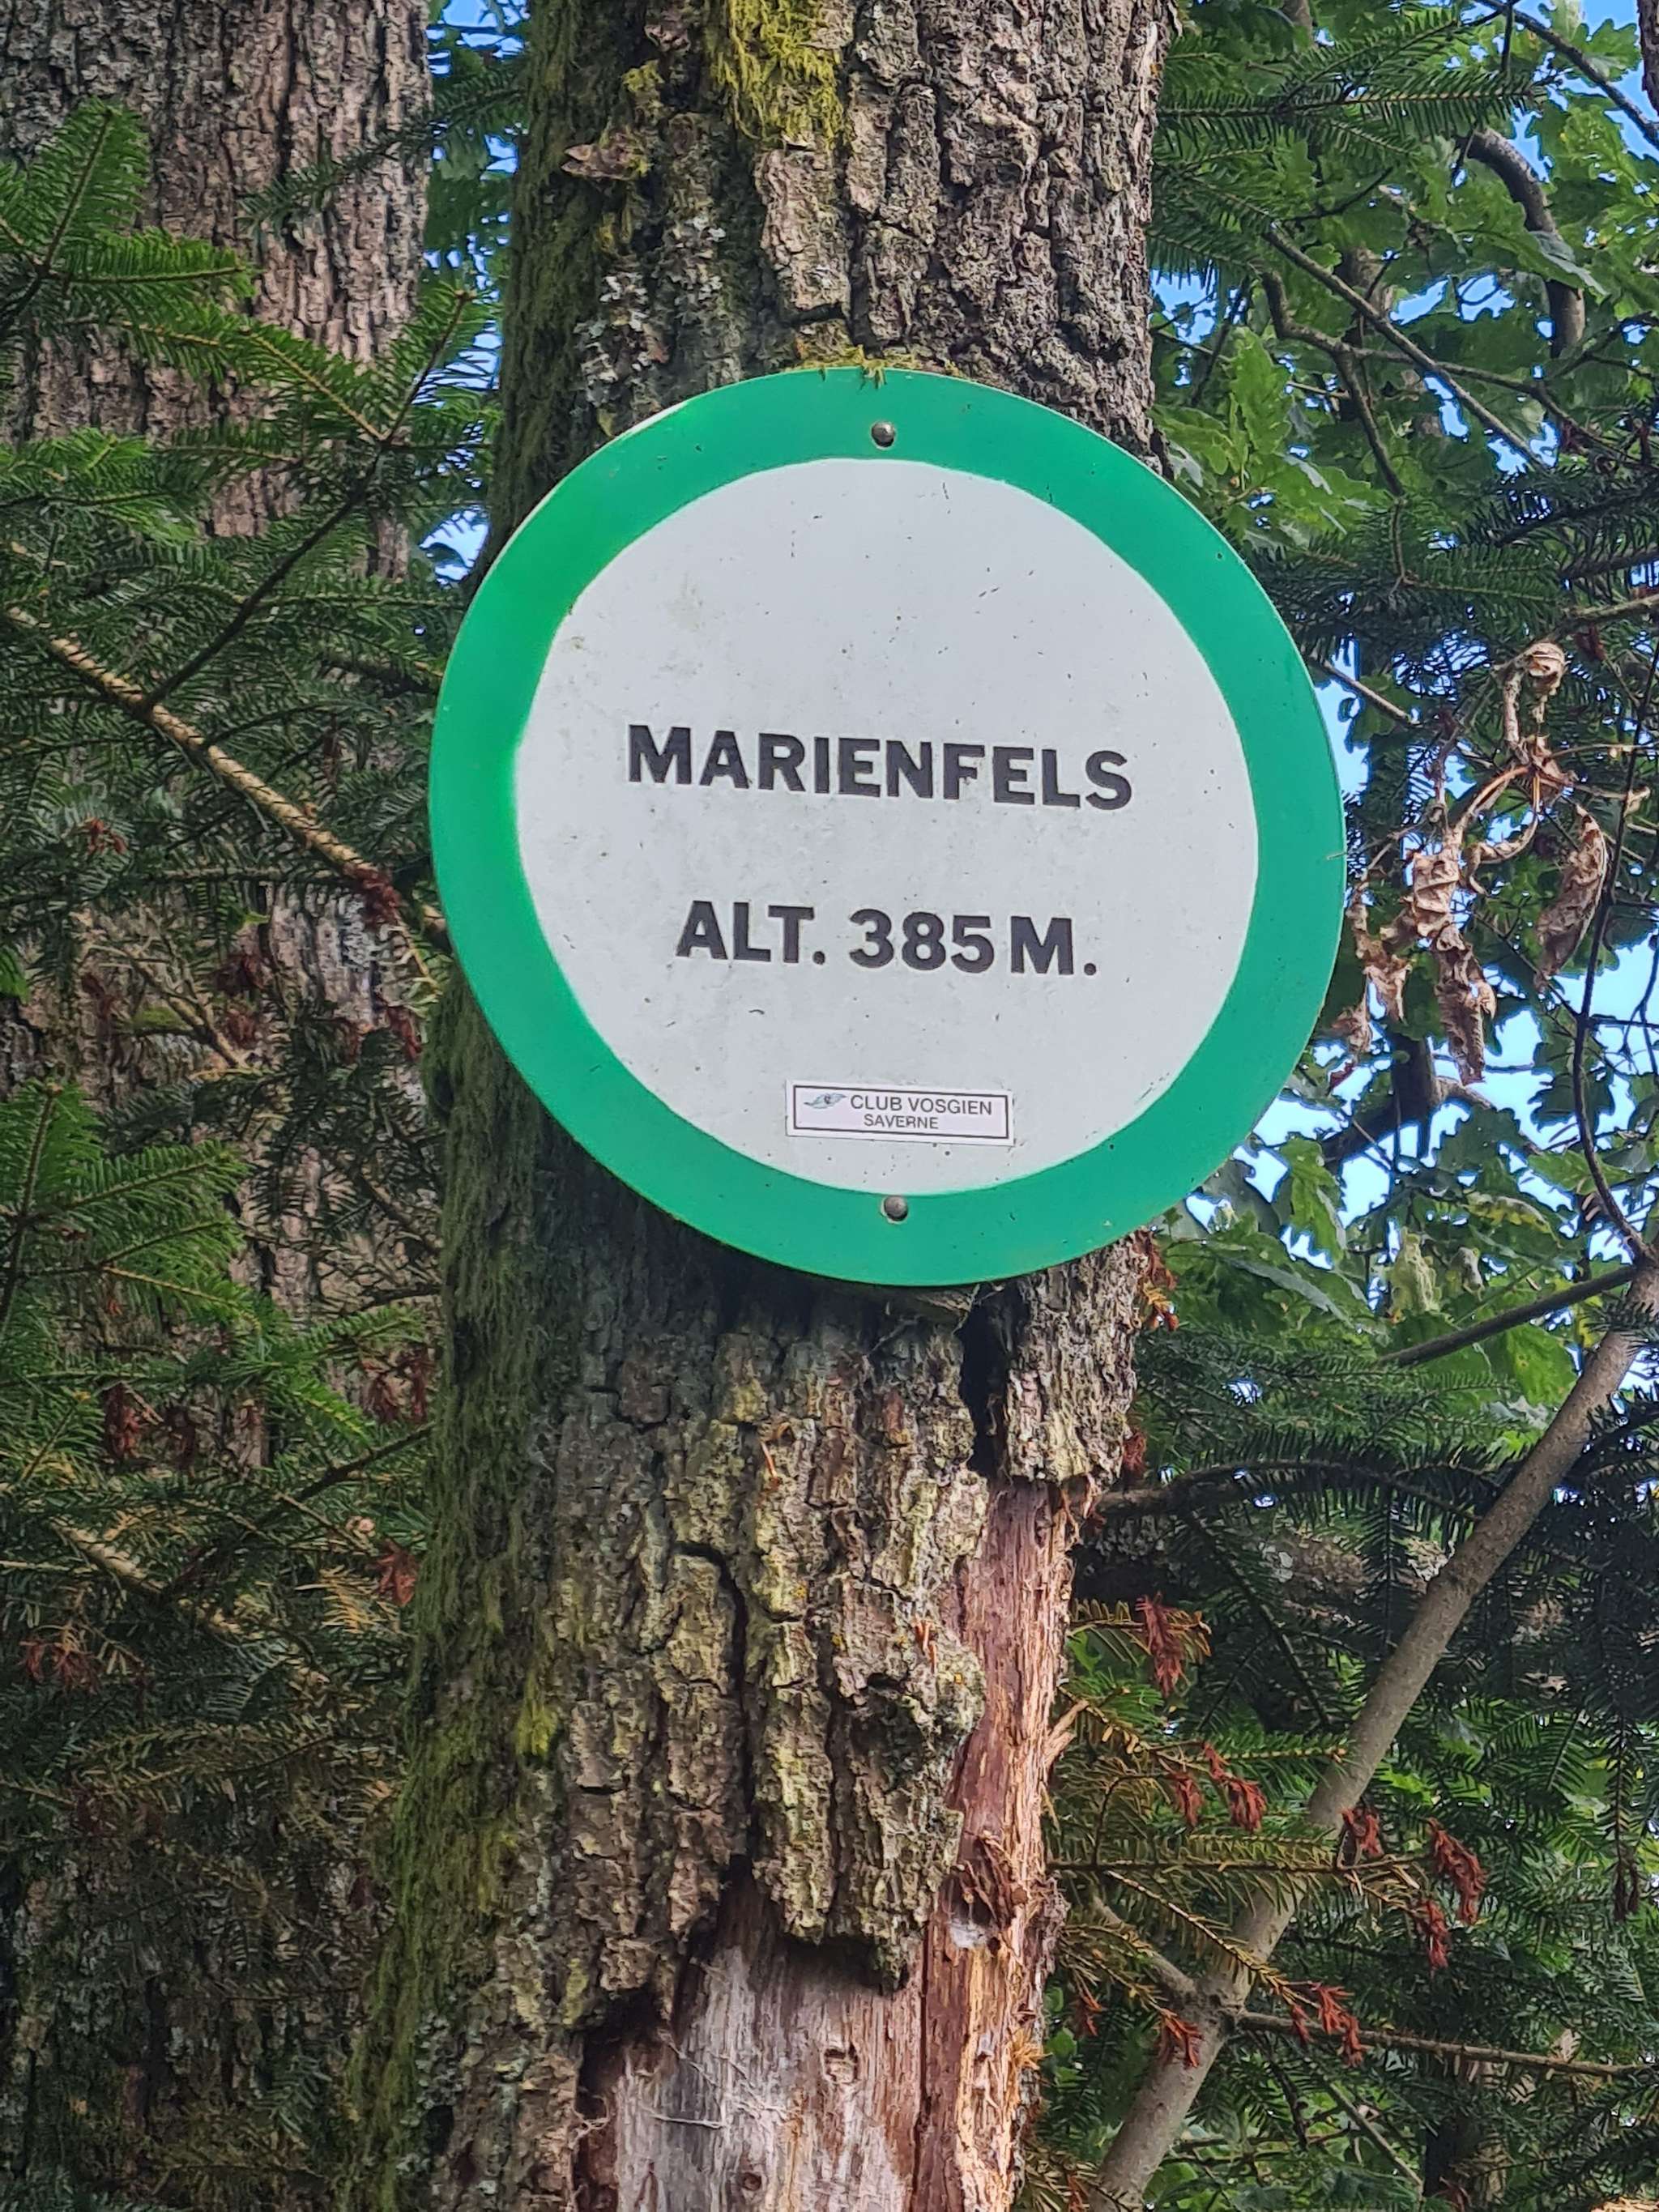 MARIENFELS
ALT. 385 M.
CLUB VOSGIEN
SAVERNE